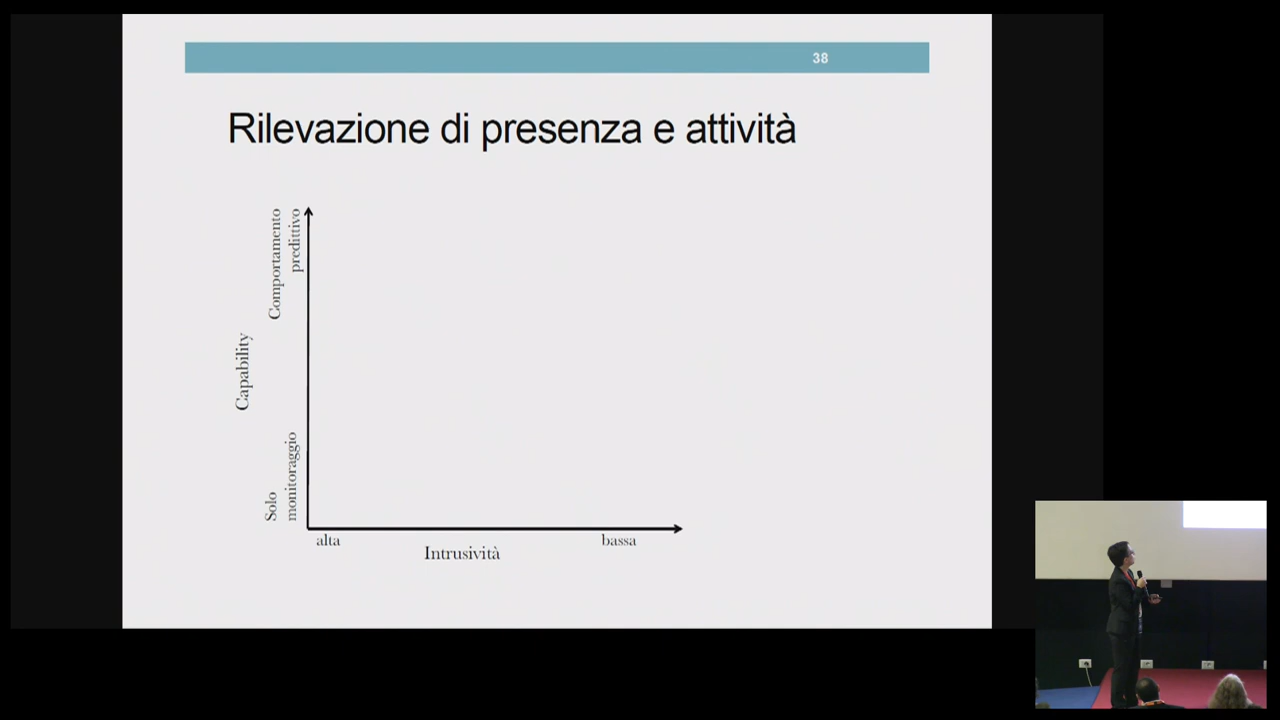 38
Rilevazione di presenza e attività
Comportamento
predittivo
Capability
Solo
monitoraggio
alta
bassa
Intrusività